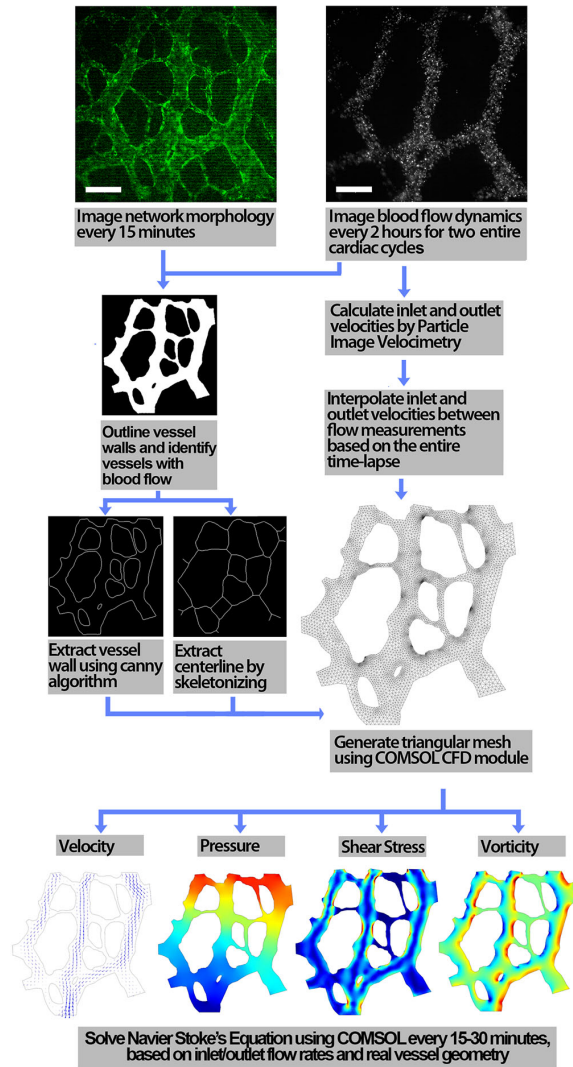 Image network morphology
every 15 minutes
Image blood flow dynamics
every 2 hours for two entire
cardiac cycles
Calculate inlet and outlet
velocities by Particle
Image Velocimetry
Outline vessel
walls and identify
vessels with
blood flow
Interpolate inlet and
outlet velocities between
flow measurements
based on the entire
time-lapse
Extract vessel
wall using canny
algorithm
Extract
centerline by
skeletonizing
Generate triangular mesh
using COMSOL CFD module
Velocity
Pressure
Shear Stress
Vorticity
Solve Navier Stoke's Equation using COMSOL every 15-30 minutes,
based on inlet/outlet flow rates and real vessel geometry